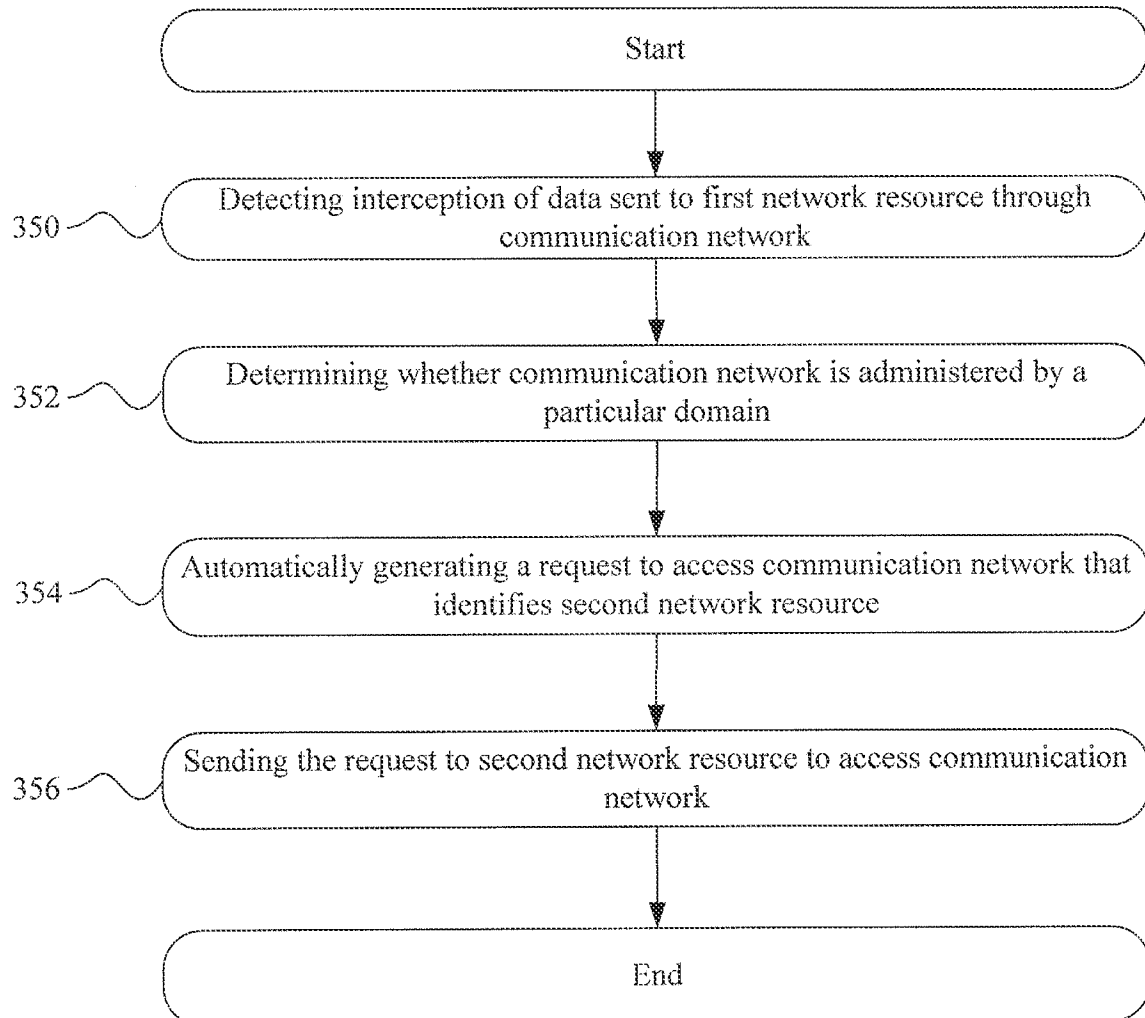 Start
350
Detecting interception of data sent to first network resource through
communication network
352
Determining whether communication network is administered by a
particular domain
354
Automatically generating a request to access communication network that
identifies second network resource
356
Sending the request to second network resource to access communication
network
End